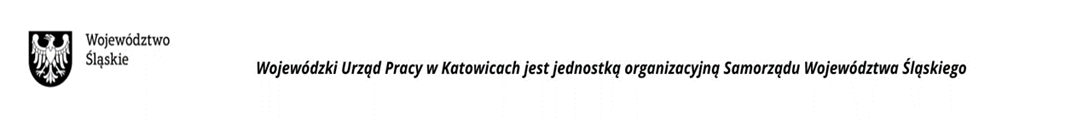 Województwo
Śląskie
Wojewódzki Urząd Pracy w Katowicach jest jednostką organizacyjną Samorządu Województwa Śląskiego